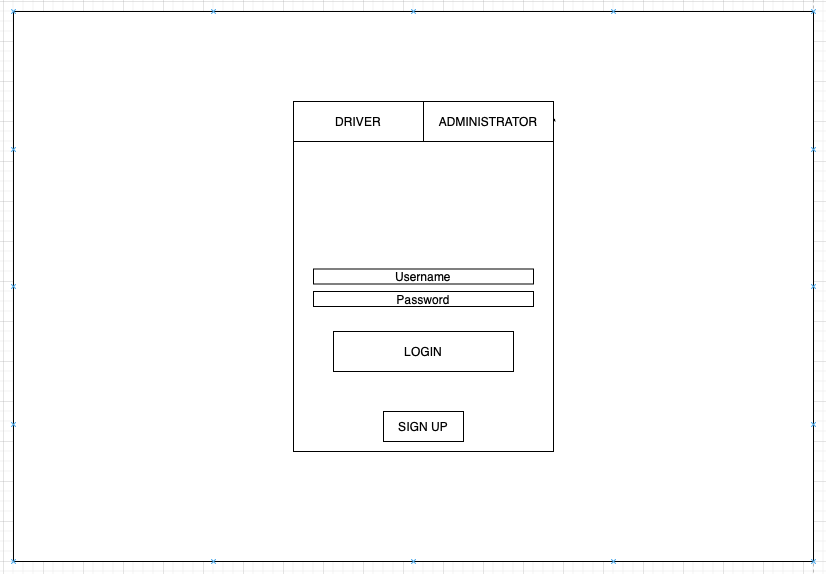 DRIVER
ADMINISTRATOR
Username
Password
LOGIN
SIGN UP